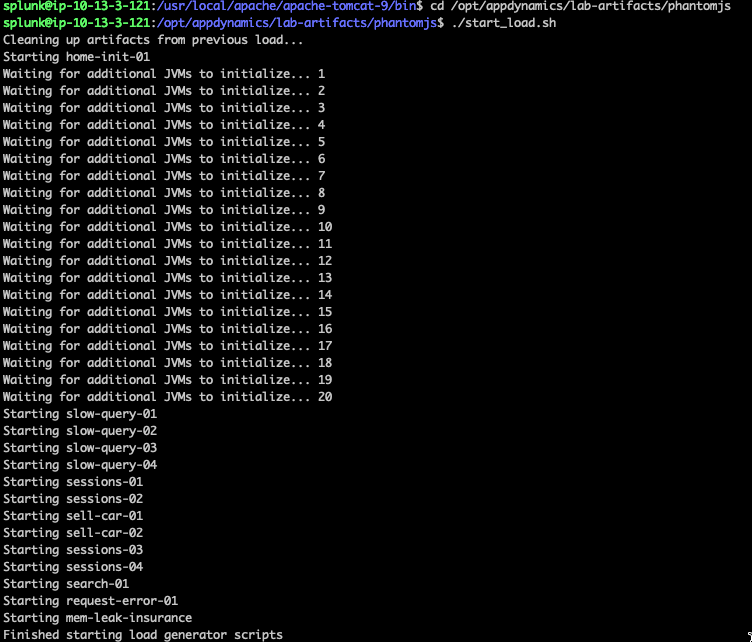 splunk@ip-10-13-3-121:/usr/local/apache/apache-tomcat-9/bin$ cd /opt/appdynamics/lab-artifacts/phantomjs
splunk@ip-10-13-3-121:/opt/appdynamics/lab-artifacts/phantomjs$ ./start_load.sh
Cleaning up artifacts from previous load...
Starting home-init-01
Waiting for additional JVMs to initialize... 1
Waiting for additional JVMs to initialize... 2
Waiting for additional JVMs to initialize... 3
Waiting for additional JVMs to initialize... 4
Waiting for additional JVMs to initialize... 5
Waiting for additional JVMs to initialize... 6
Waiting for additional JVMs to initialize... 7
Waiting for additional JVMs to initialize... 8
Waiting for additional JVMs to initialize... 9
Waiting for additional JVMs to initialize... 10
Waiting for additional JVMs to initialize... 11
Waiting for additional JVMs to initialize... 12
Waiting for additional JVMs to initialize... 13
Waiting for additional JVMs to initialize... 14
Waiting for additional JVMs to initialize... 15
Waiting for additional JVMs to initialize... 16
Waiting for additional JVMs to initialize... 17
Waiting for additional JVMs to initialize... 18
Waiting for additional JVMs to initialize... 19
Waiting for additional JVMs to initialize... 20
Starting slow-query-01
Starting slow-query-02
Starting slow-query-03
Starting slow-query-04
Starting sessions-01
Starting sessions-02
Starting sell-car-01
Starting sell-car-02
Starting sessions-03
Starting sessions-04
Starting search-01
Starting request-error-01
Starting mem-leak-insurance
Finished starting load generator scripts